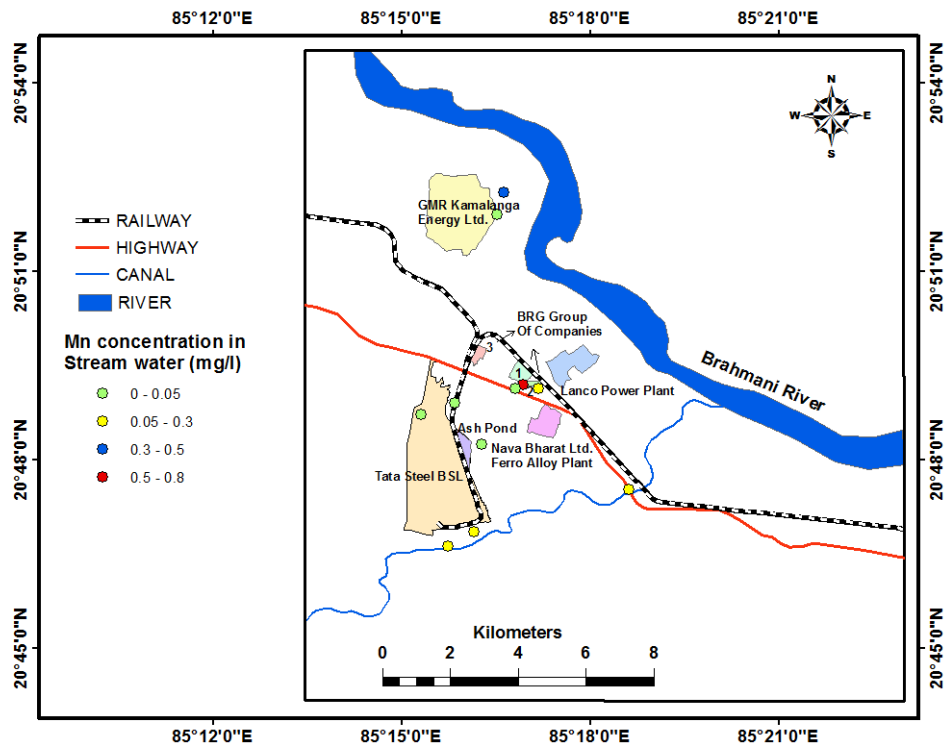 85°12'0"E 85°15'0"E 85°18'0"E 85°21'0"E
20°54'0"N 20°54'0"N
N
W E
S
GMR Kamalanga
Energy Ltd.
RAILWAY
HIGHWAY
CANAL
RIVER
20°51'0"N 20°51'0"N
Mn concentration in
Stream water (mg/l)
0 - 0.05
0.05 - 0.3
0.3 - 0.5
0.5 - 0.8
BRG Group
Of Companies
3
1
2
Lanco Power Plant
Brahmani River
Ash Pond
Nava Bharat Ltd.
Ferro Alloy Plant
Tata Steel BSL
20°48'0"N 20°48'0"N
Kilometers
0 2 4 6 8
20°45'0"N 20°45'0"N
85°12'0"E 85°15'0"E 85°18'0"E 85°21'0"E